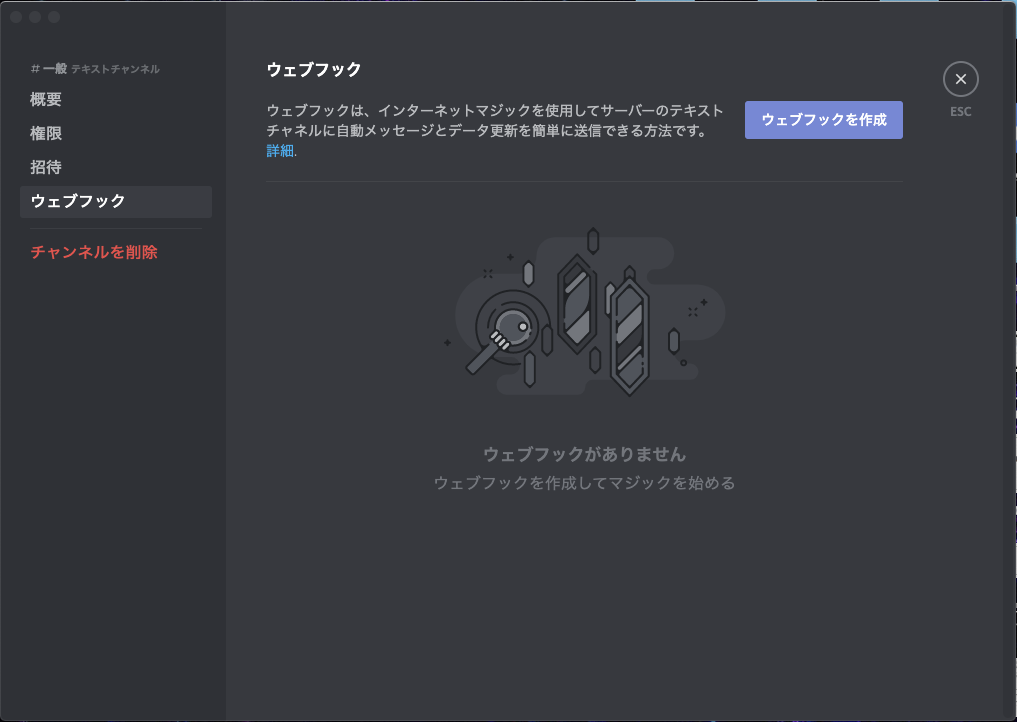 # 一般 テキストチャンネル
概要
権限
招待
ウェブフック
チャンネルを削除
ウェブフック
ウェブフックは、インターネットマジックを使用してサーバーのテキスト
チャネルに自動メッセージとデータ更新を簡単に送信できる方法です。
詳細.
ウェブフックを作成
ESC
ウェブフックがありません
ウェブフックを作成してマジックを始める